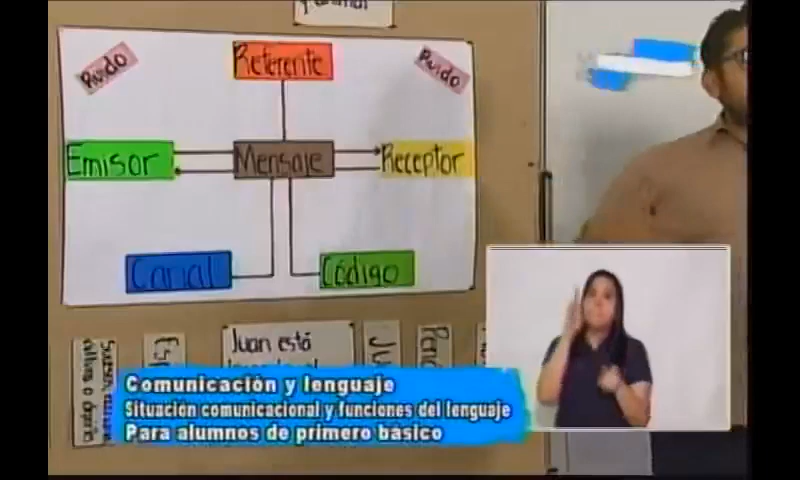 Ruido
Referente
Ruido
Emisor
Mensaje
Receptor
Canal
Código
Juan está
Comunicación y lenguaje
Situación comunicacional y funciones del lenguaje
Para alumnos de primero básico